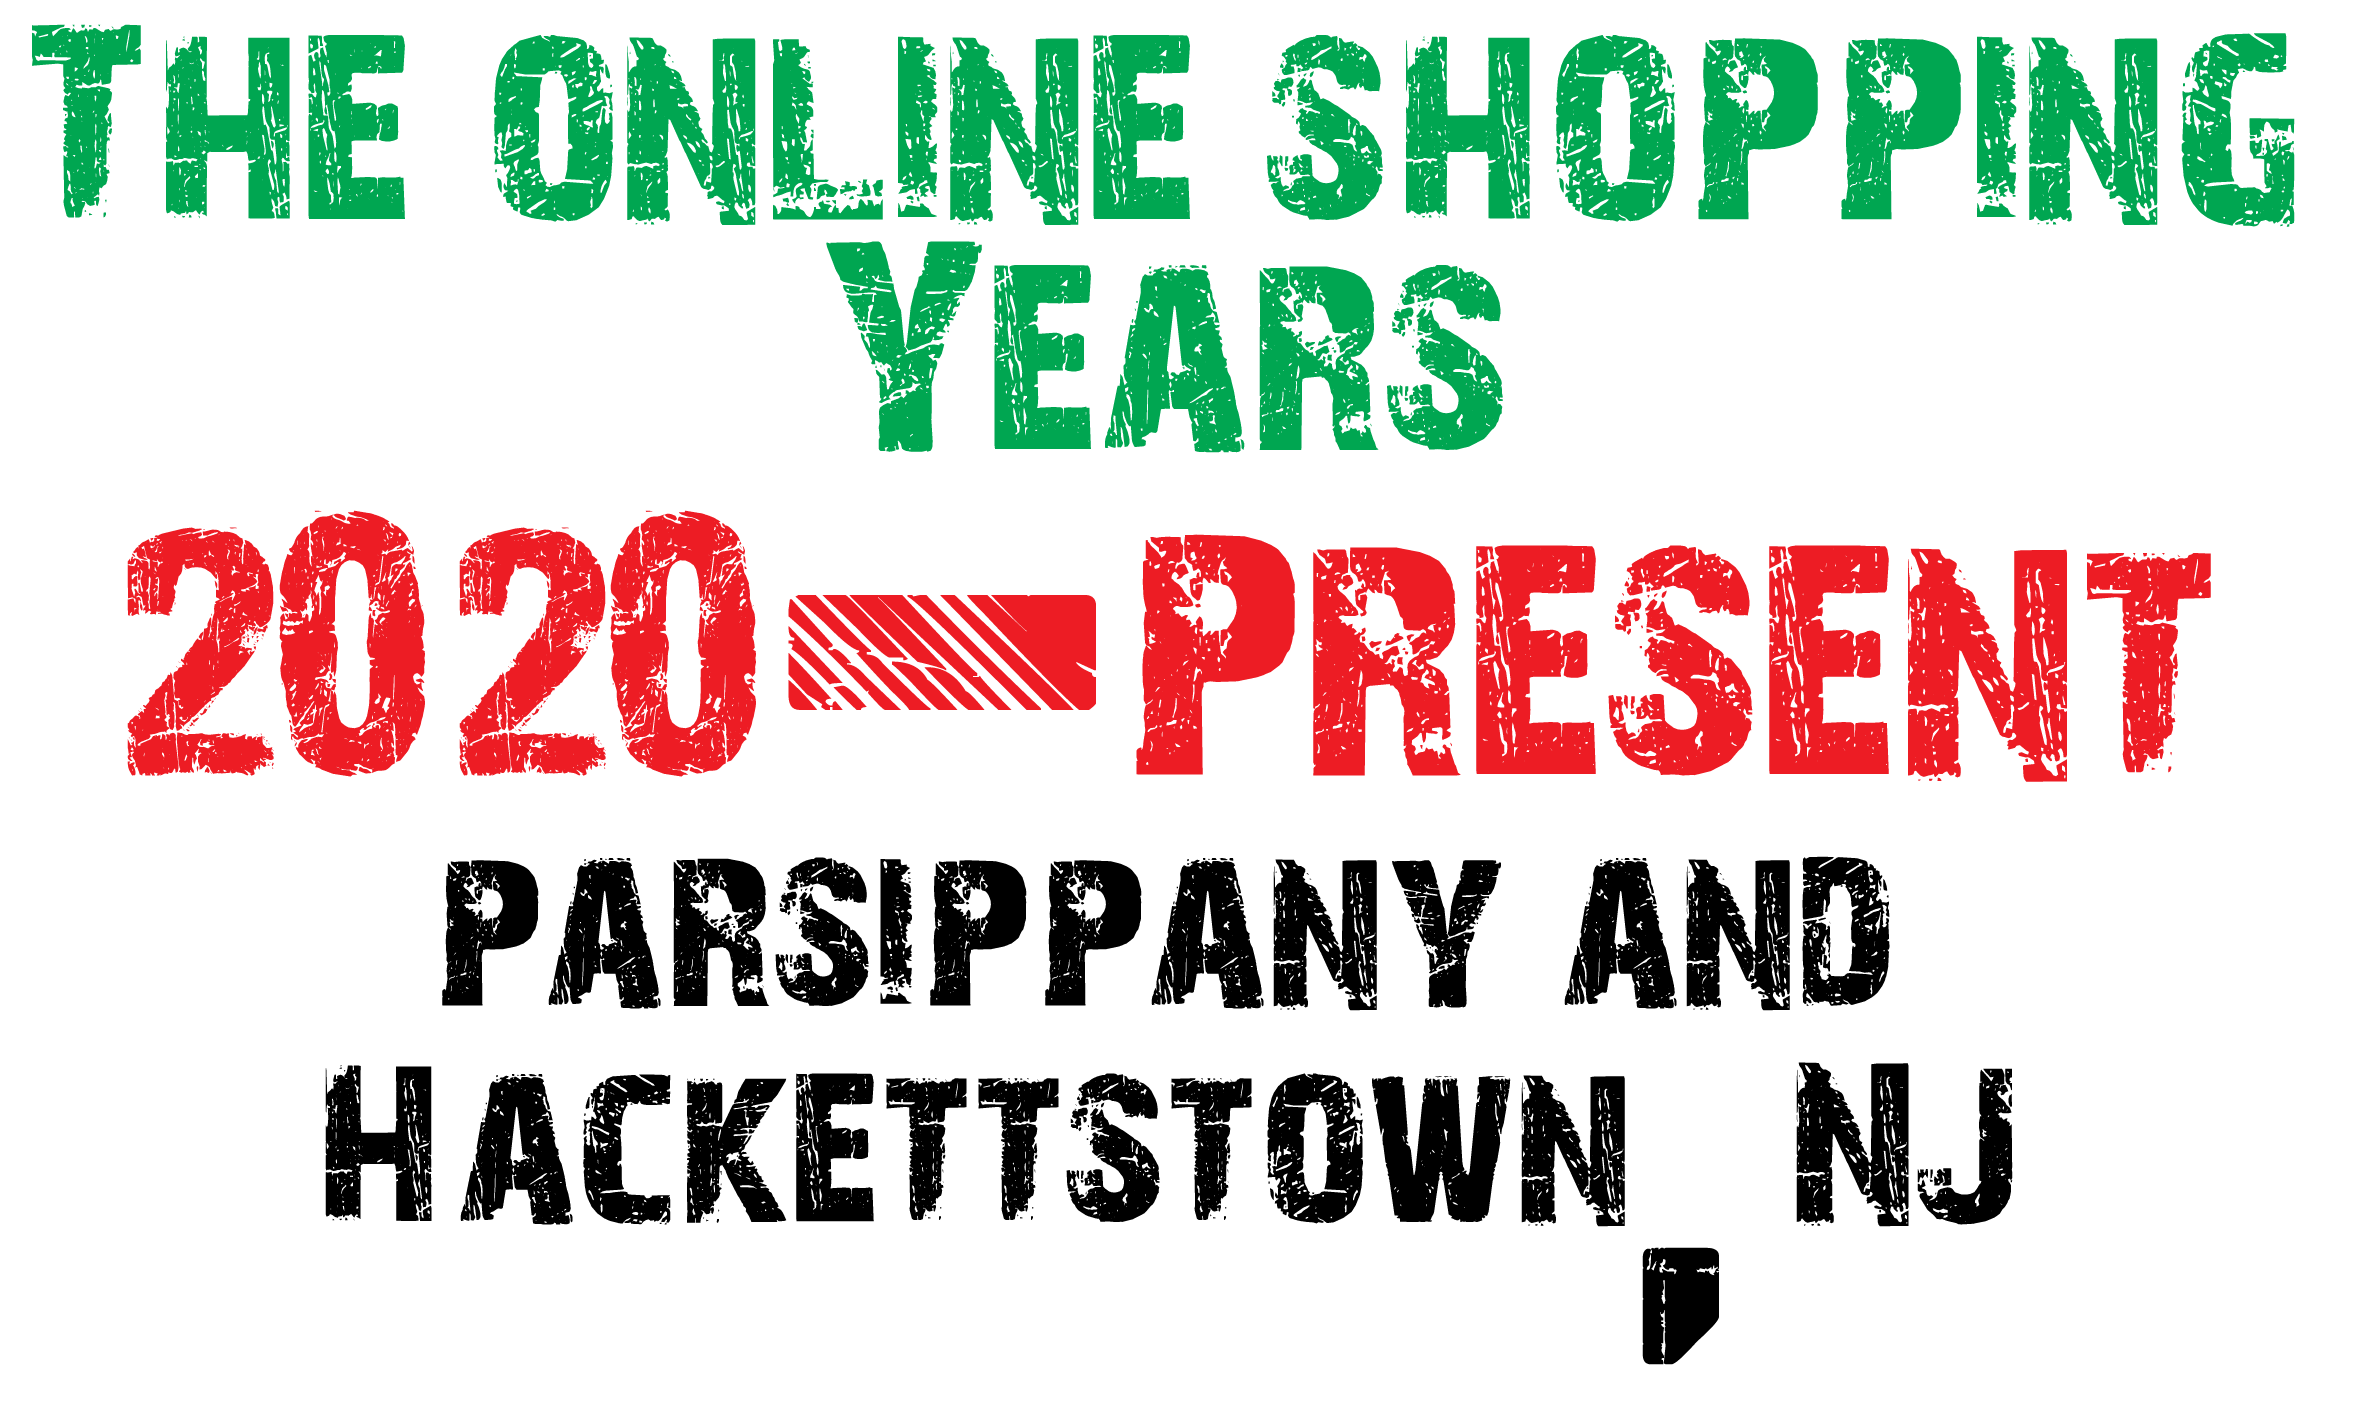 The Online Shopping
Years
2020-Present
Parsippany and
Hackettstown, NJ